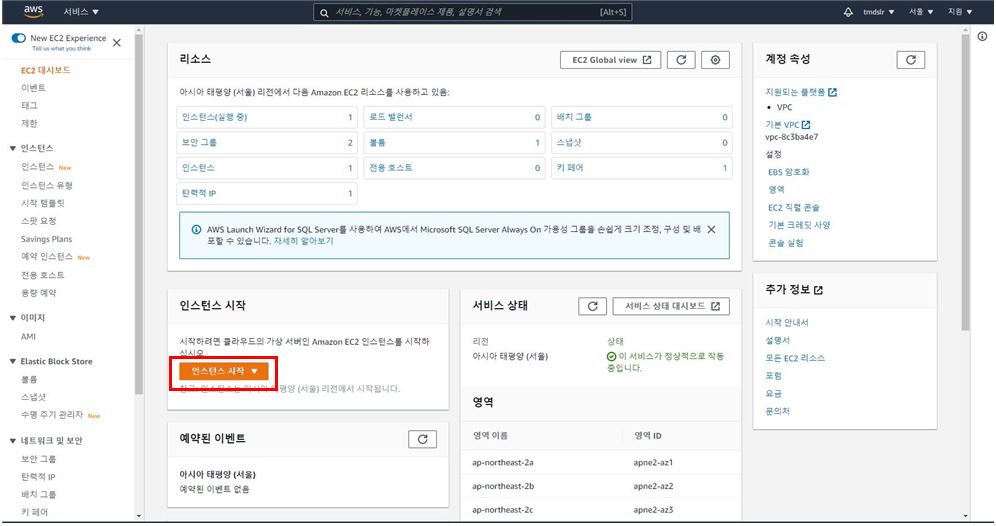 aws
서비스 ▼
서비스, 기능, 마켓플레이스 제품, 설명서 검색
[Alt+S]
tmdslr ▼
서울 ▼
지원 ▼
New EC2 Experience
Tell us what you think
EC2 대시보드
이벤트
태그
제한
▼ 인스턴스
인스턴스 New
인스턴스 유형
시작 템플릿
스팟 요청
Savings Plans
예약 인스턴스 New
전용 호스트
용량 예약
▼ 이미지
AMI
▼ Elastic Block Store
볼륨
스냅샷
수명 주기 관리자 New
▼ 네트워크 및 보안
보안 그룹
탄력적 IP
배치 그룹
키 페어
리소스
EC2 Global view
아시아 태평양 (서울) 리전에서 다음 Amazon EC2 리소스를 사용하고 있음:
인스턴스(실행 중) 1
로드 밸런서 0
배치 그룹 0
보안 그룹 2
볼륨 1
스냅샷 0
인스턴스 1
전용 호스트 0
키 페어 1
탄력적 IP 1
AWS Launch Wizard for SQL Server를 사용하여 AWS에서 Microsoft SQL Server Always On 가용성 그룹을 손쉽게 크기 조정, 구성 및 배
포할 수 있습니다. 자세히 알아보기
인스턴스 시작
시작하려면 클라우드의 가상 서버인 Amazon EC2 인스턴스를 시작하
십시오.
인스턴스 시작 ▼
참고: 인스턴스는 아시아 태평양 (서울) 리전에서 시작됩니다.
예약된 이벤트
아시아 태평양 (서울)
예약된 이벤트 없음
서비스 상태
서비스 상태 대시보드
리전
상태
아시아 태평양 (서울)
이 서비스가 정상적으로 작동
중입니다.
영역
영역 이름
영역 ID
ap-northeast-2a
apne2-az1
ap-northeast-2b
apne2-az2
ap-northeast-2c
apne2-az3
계정 속성
지원되는 플랫폼
• VPC
기본 VPC
vpc-8c3ba4e7
설정
EBS 암호화
영역
EC2 직렬 콘솔
기본 크레딧 사양
콘솔 실험
추가 정보
시작 안내서
설명서
모든 EC2 리소스
포럼
요금
문의처